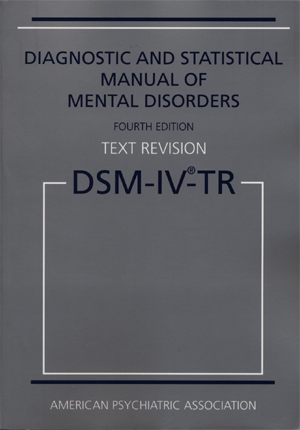 DIAGNOSTIC AND STATISTICAL
MANUAL OF
MENTAL DISORDERS
FOURTH EDITION
TEXT REVISION
DSM-IV®-TR
AMERICAN PSYCHIATRIC ASSOCIATION